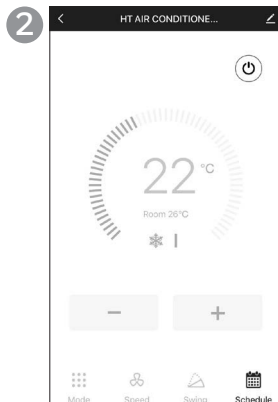 2
HT AIR CONDITIONE...
22°C
Room 26°C
− +
Mode Speed Swing Schedule